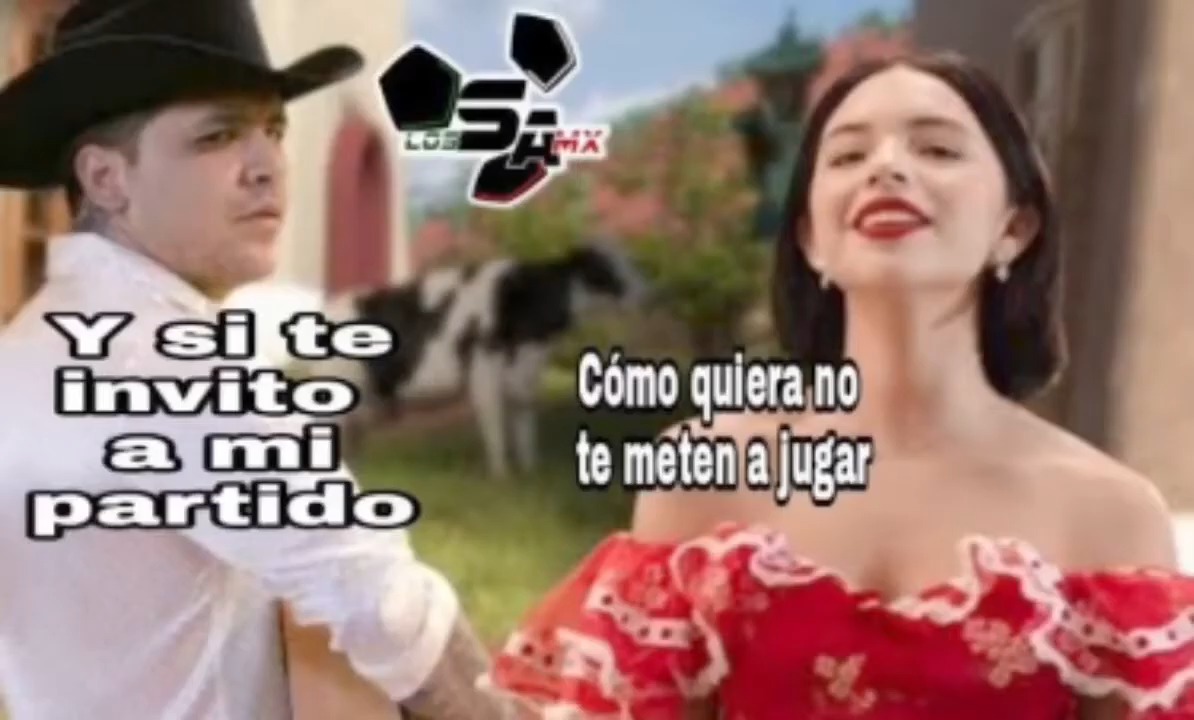 LOS SA MX
Y si te
invito
a mi
partido
Cómo quiera no
te meten a jugar